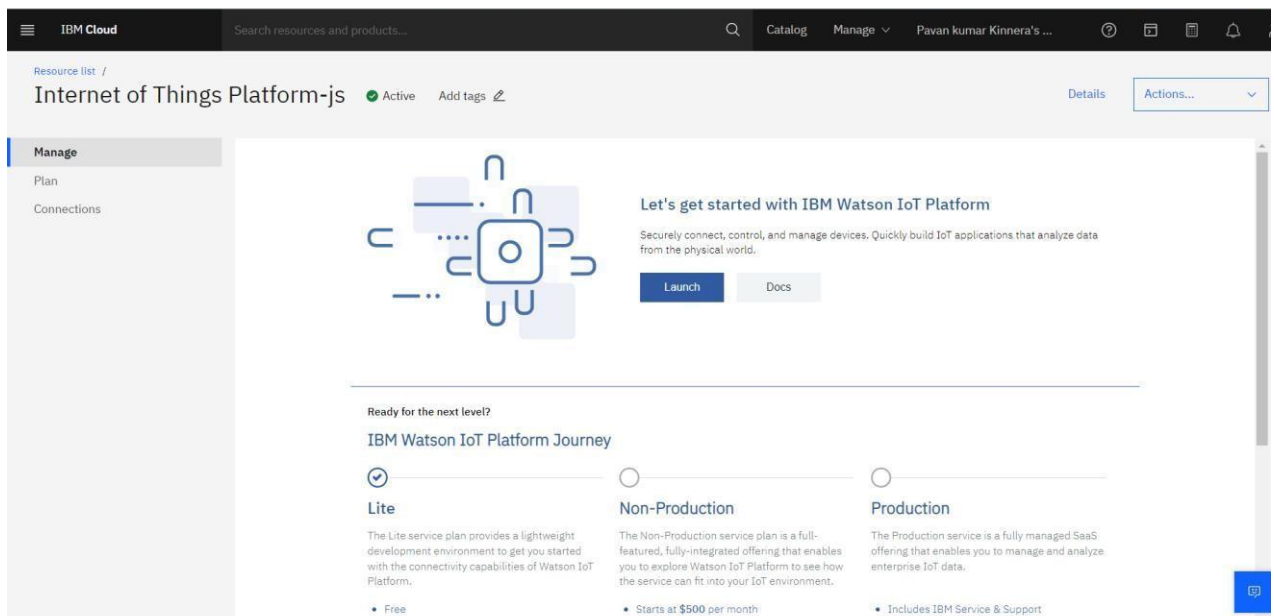 IBM Cloud
Search resources and products...
Catalog
Manage
Pavan kumar Kinnera's ...
Resource list /
Internet of Things Platform-js
Active
Add tags
Details
Actions...
Manage
Plan
Connections
Let's get started with IBM Watson IoT Platform
Securely connect, control, and manage devices. Quickly build IoT applications that analyze data
from the physical world.
Launch
Docs
Ready for the next level?
IBM Watson IoT Platform Journey
Lite
The Lite service plan provides a lightweight
development environment to get you started
with the connectivity capabilities of Watson IoT
Platform.
• Free
Non-Production
The Non-Production service plan is a full-
featured, fully-integrated offering that enables
you to explore Watson IoT Platform to see how
the service can fit into your IoT environment.
• Starts at $500 per month
Production
The Production service is a fully managed SaaS
offering that enables you to manage and analyze
enterprise IoT data.
• Includes IBM Service & Support